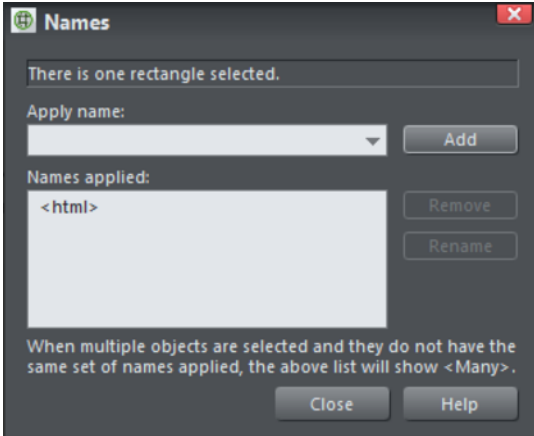 Names
There is one rectangle selected.
Apply name:
Add
Names applied:
<html>
Remove
Rename
When multiple objects are selected and they do not have the
same set of names applied, the above list will show <Many>.
Close
Help